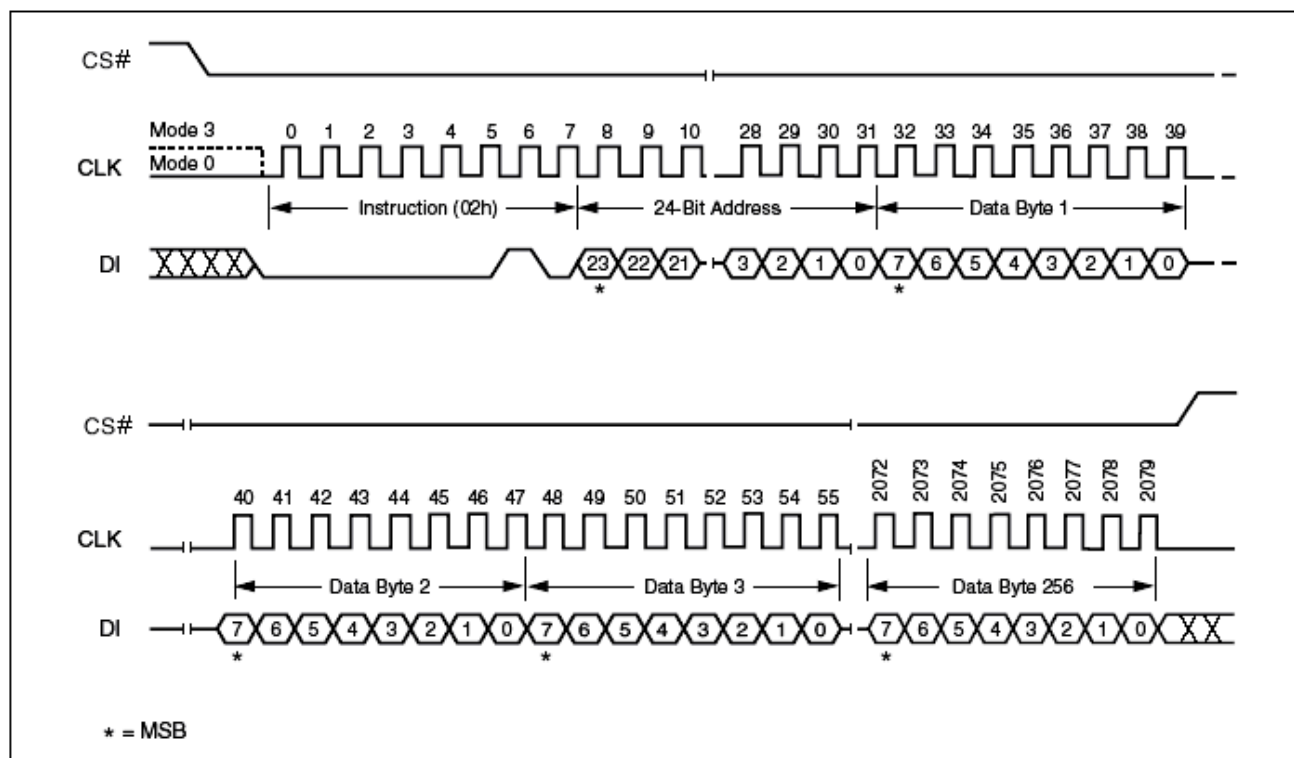 CS#
Mode 3 0 1 2 3 4 5 6 7 8 9 10 28 29 30 31 32 33 34 35 36 37 38 39
CLK Mode 0
Instruction (02h) 24-Bit Address Data Byte 1
DI 23 22 21 3 2 1 0 7 6 5 4 3 2 1 0
* *
CS#
40 41 42 43 44 45 46 47 48 49 50 51 52 53 54 55 2072 2073 2074 2075 2076 2077 2078 2079
CLK
Data Byte 2 Data Byte 3 Data Byte 256
DI 7 6 5 4 3 2 1 0 7 6 5 4 3 2 1 0 7 6 5 4 3 2 1 0
* * *
* = MSB